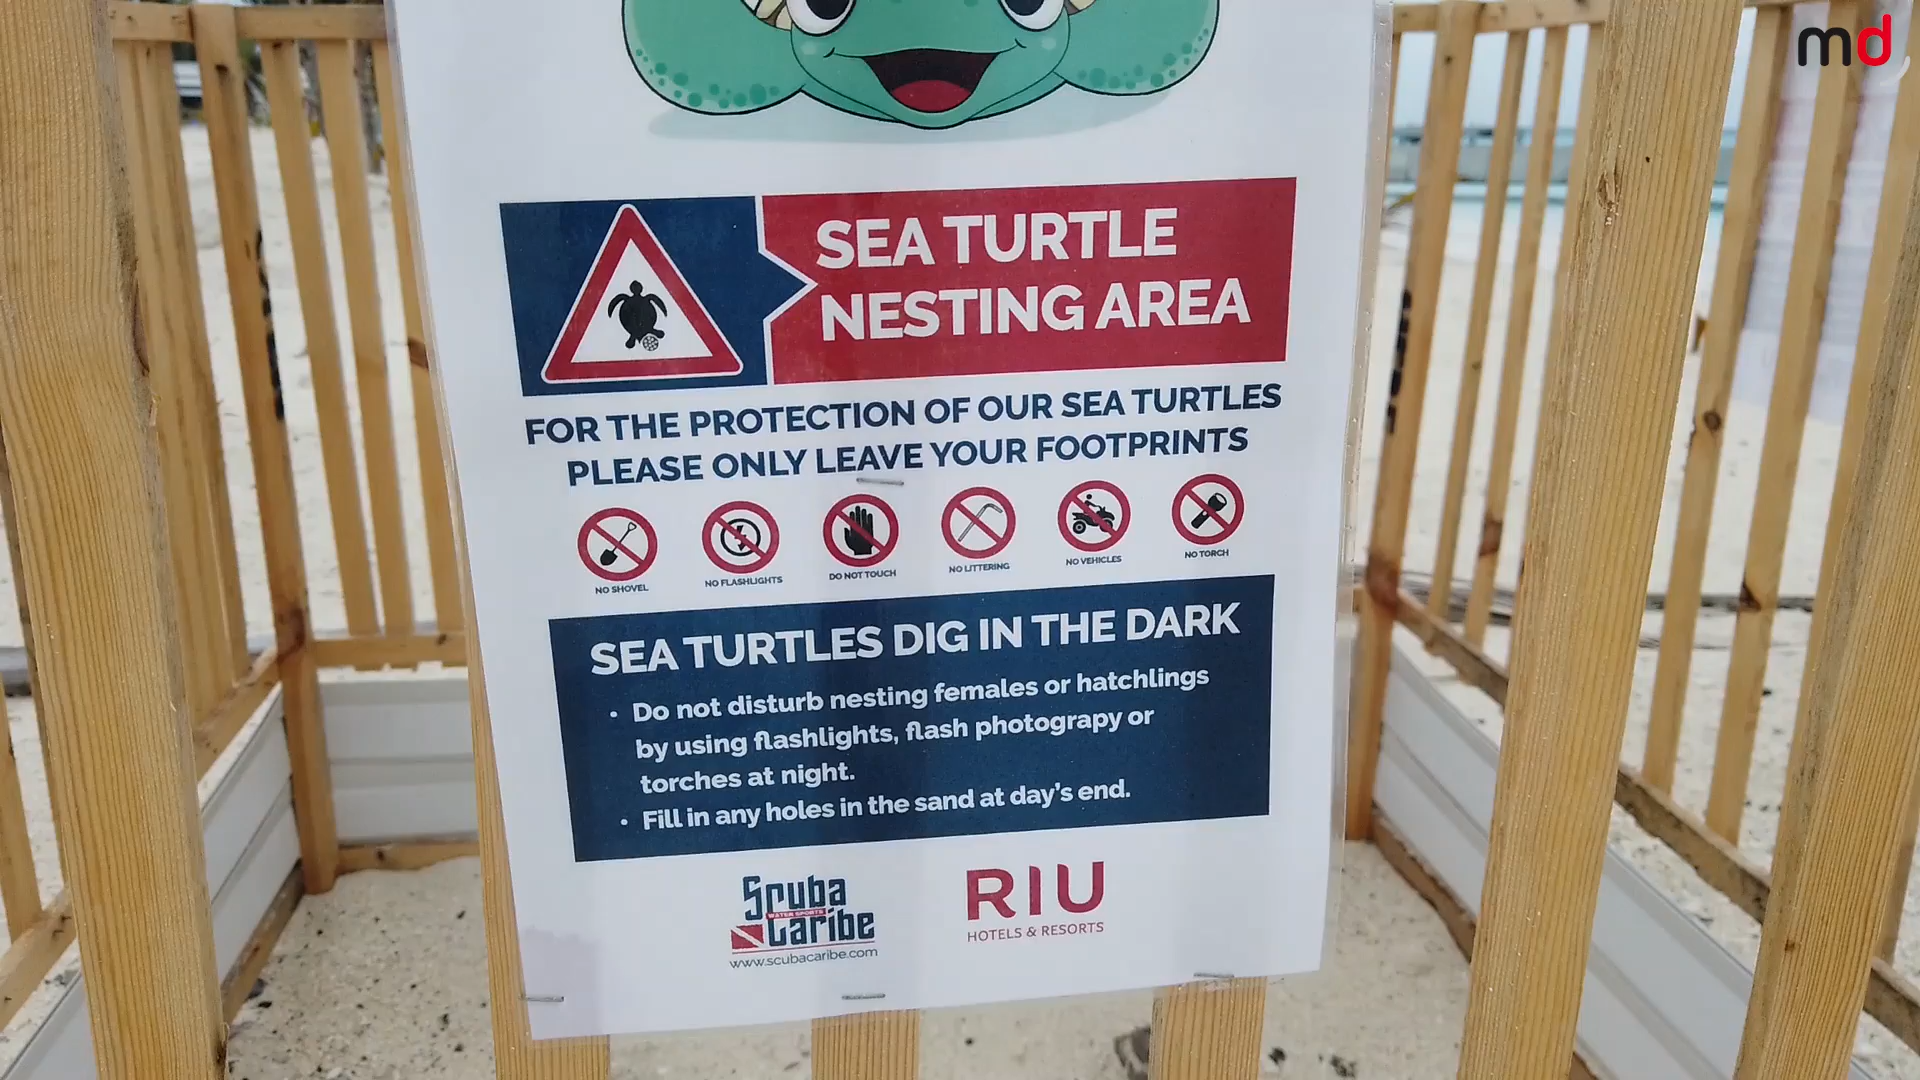 md
SEA TURTLE
NESTING AREA
FOR THE PROTECTION OF OUR SEA TURTLES
PLEASE ONLY LEAVE YOUR FOOTPRINTS
NO SHOVEL
NO FLASHLIGHTS
DO NOT TOUCH
NO LITTERING
NO VEHICLES
NO TORCH
SEA TURTLES DIG IN THE DARK
• Do not disturb nesting females or hatchlings
by using flashlights, flash photograpy or
torches at night.
• Fill in any holes in the sand at day's end.
Scuba
WATER SPORTS
Caribe
www.scubacaribe.com
RIU
HOTELS & RESORTS